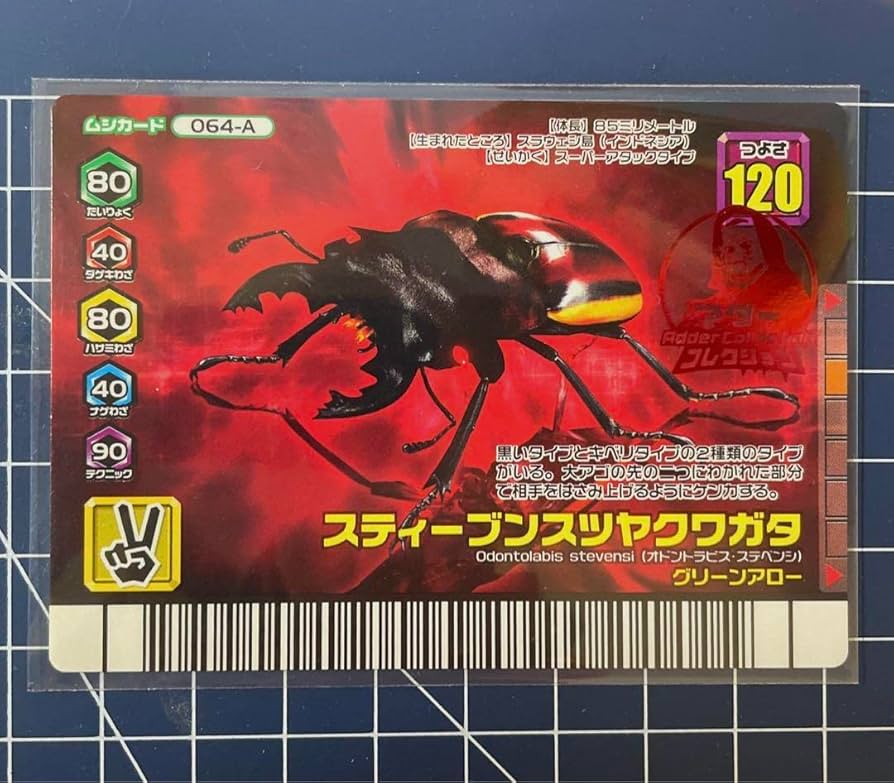 ムシカード 064-A
【体長】 85ミリメートル
【生まれたところ】 スラウェシ島 (インドネシア)
【せいかく】 スーパーアタックタイプ
つよさ
120
80
たいりょく
40
ダゲキわざ
80
ハサミわざ
40
ナゲわざ
90
テクニック
アダー
Adder Collection
コレクション
黒いタイプとキベリタイプの2種類のタイプ
がいる。大アゴの先の二つにわかれた部分
で相手をはさみ上げるようにケンカする。
スティーブンスツヤクワガタ
Odontolabis stevensi (オドントラビス・ステベンシ)
グリーンアロー